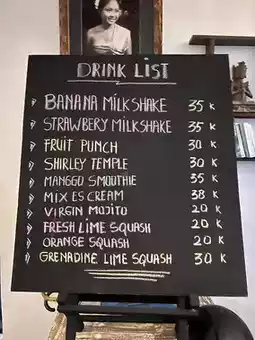 DRINK LIST
BANANA MILKSHAKE 35 K
STRAWBERY MILKSHAKE 35 K
FRUIT PUNCH 30 K
SHIRLEY TEMPLE 30 K
MANGGO SMOOTHIE 35 K
MIX ES CREAM 38 K
VIRGIN MOJITO 20 K
FRESH LIME SQUASH 20 K
ORANGE SQUASH 20 K
GRENADINE LIME SQUASH 30 K